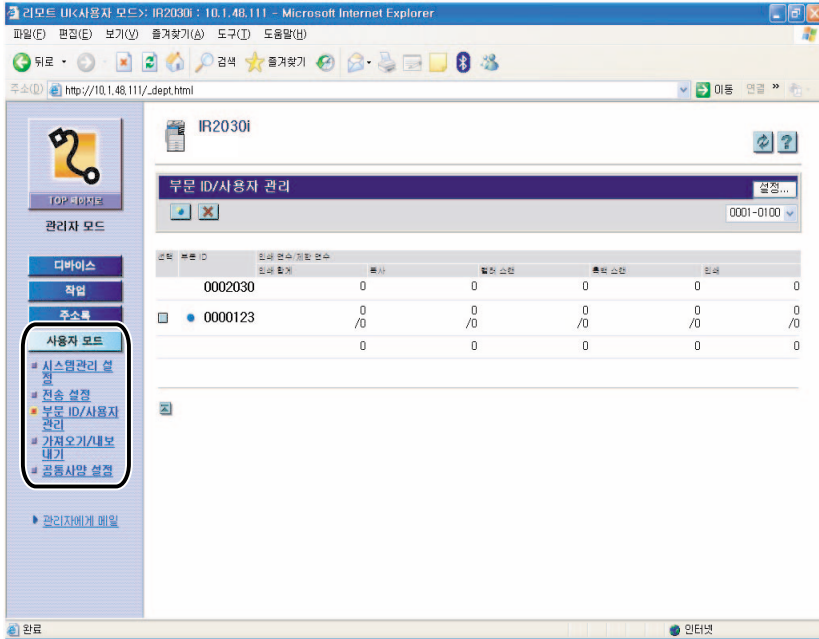 리모트 UI<사용자 모드>: IR2030i : 10.1.48.111 - Microsoft Internet Explorer
파일(F) 편집(E) 보기(V) 즐겨찾기(A) 도구(T) 도움말(H)
뒤로 검색 즐겨찾기
주소(D) http://10.1.48.111/_dept.html 이동 연결 »
IR2030i
TOP 페이지로
관리자 모드
부문 ID/사용자 관리 설정...
0001-0100
디바이스
작업
주소록
사용자 모드
시스템관리 설
정
전송 설정
부문 ID/사용자
관리
가져오기/내보
내기
공통사양 설정
관리자에게 메일
선택 부문 ID 인쇄 면수/제한 면수
인쇄 합계 복사 컬러 스캔 흑백 스캔 인쇄
0002030 0 0 0 0 0
0000123 0 0 0 0 0
/0 /0 /0 /0 /0
0 0 0 0 0
완료 인터넷